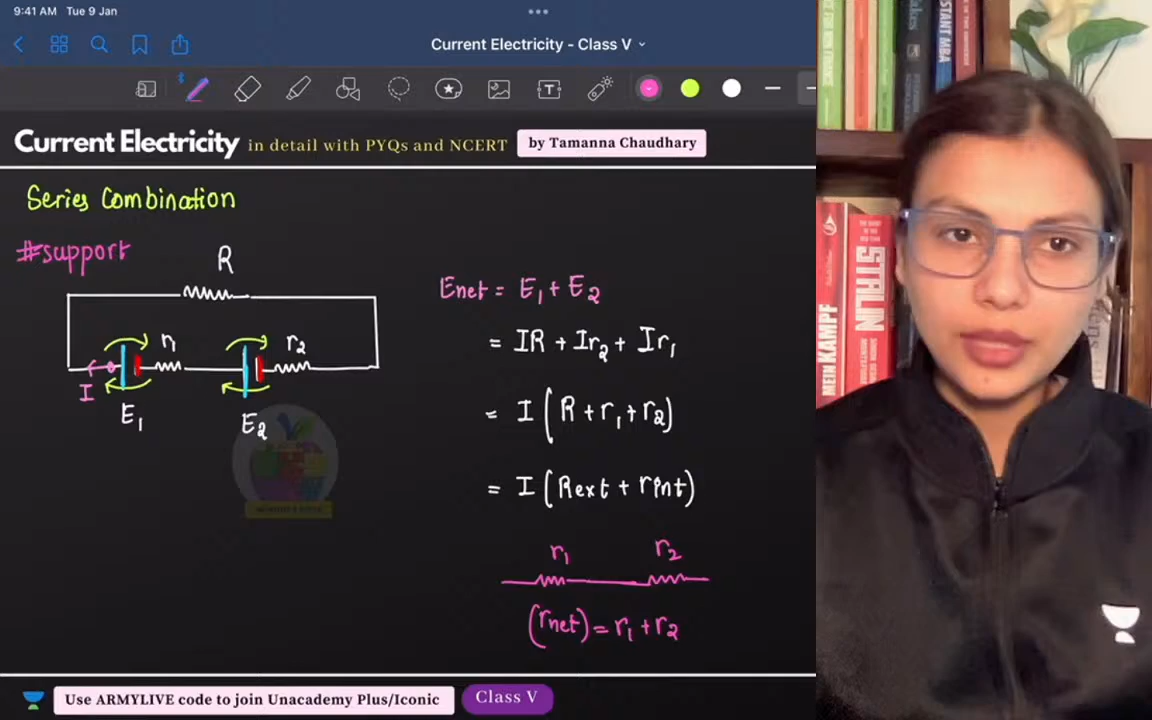 9:41 AM Tue 9 Jan
Current Electricity - Class V
Current Electricity in detail with PYQs and NCERT by Tamanna Chaudhary
Series Combination
#support
R
r1
r2
I
E1
E2
Enet = E1 + E2
= IR + Ir2 + Ir1
= I (R + r1 + r2)
= I (Rext + rint)
r1
r2
(rnet) = r1 + r2
Use ARMYLIVE code to join Unacademy Plus/Iconic
Class V
INSTANT MBA
STALIN
MEIN KAMPF